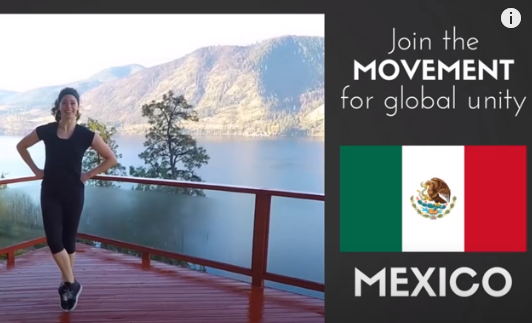 Join the
MOVEMENT
for global unity
MEXICO